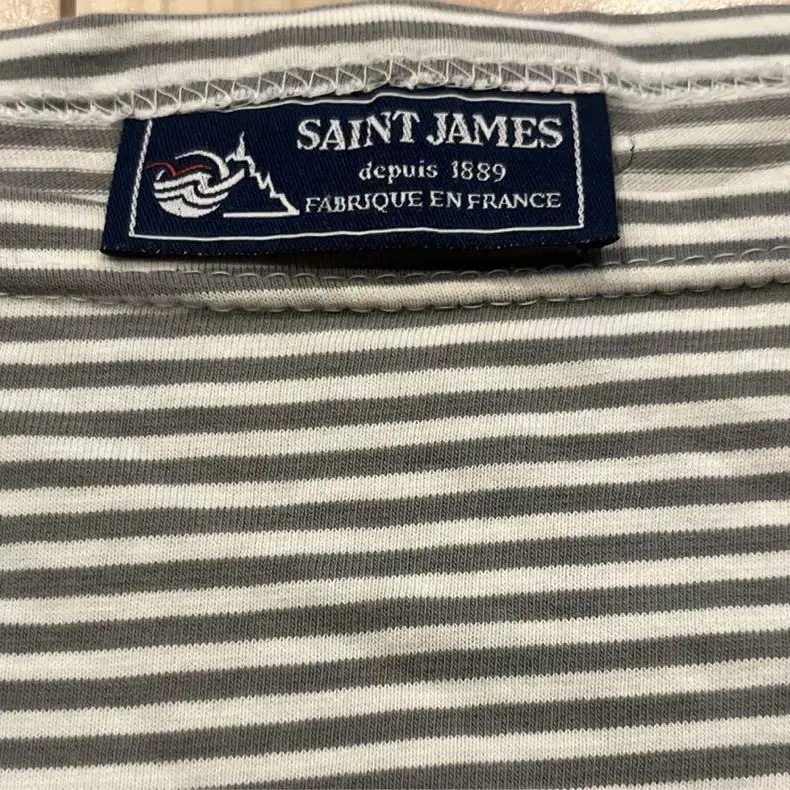 SAINT JAMES
depuis 1889
FABRIQUE EN FRANCE